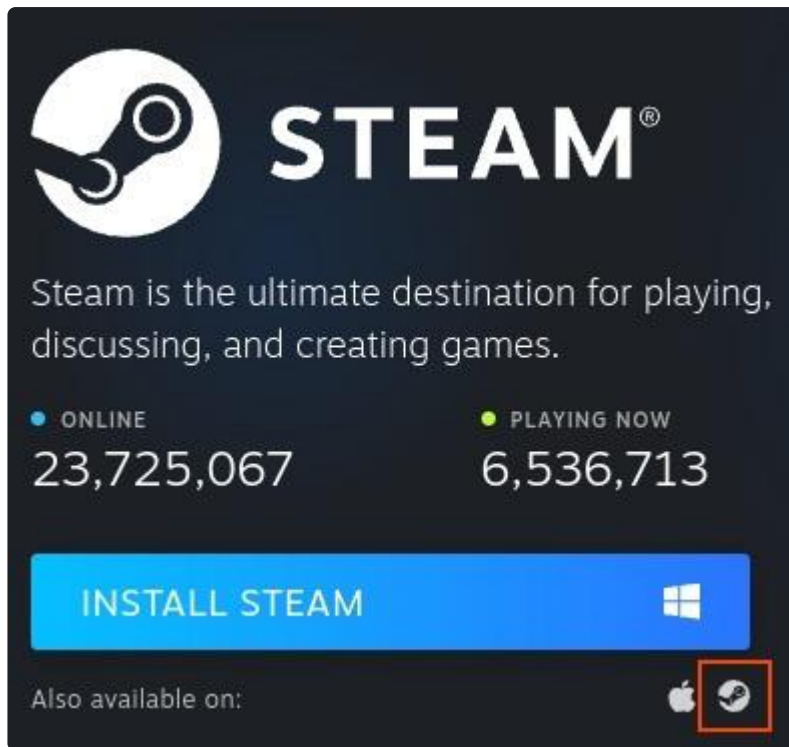 STEAM®
Steam is the ultimate destination for playing,
discussing, and creating games.
ONLINE
23,725,067
PLAYING NOW
6,536,713
INSTALL STEAM
Also available on: